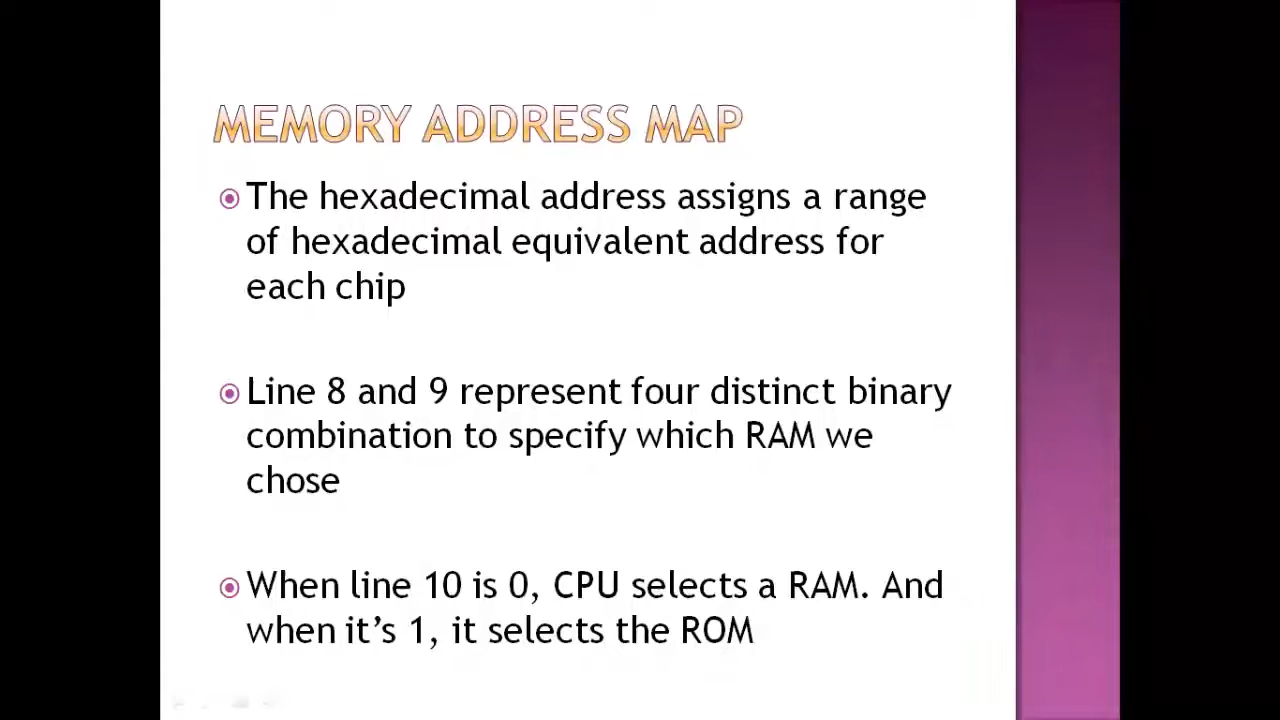 MEMORY ADDRESS MAP
The hexadecimal address assigns a range
of hexadecimal equivalent address for
each chip
Line 8 and 9 represent four distinct binary
combination to specify which RAM we
chose
When line 10 is 0, CPU selects a RAM. And
when it’s 1, it selects the ROM